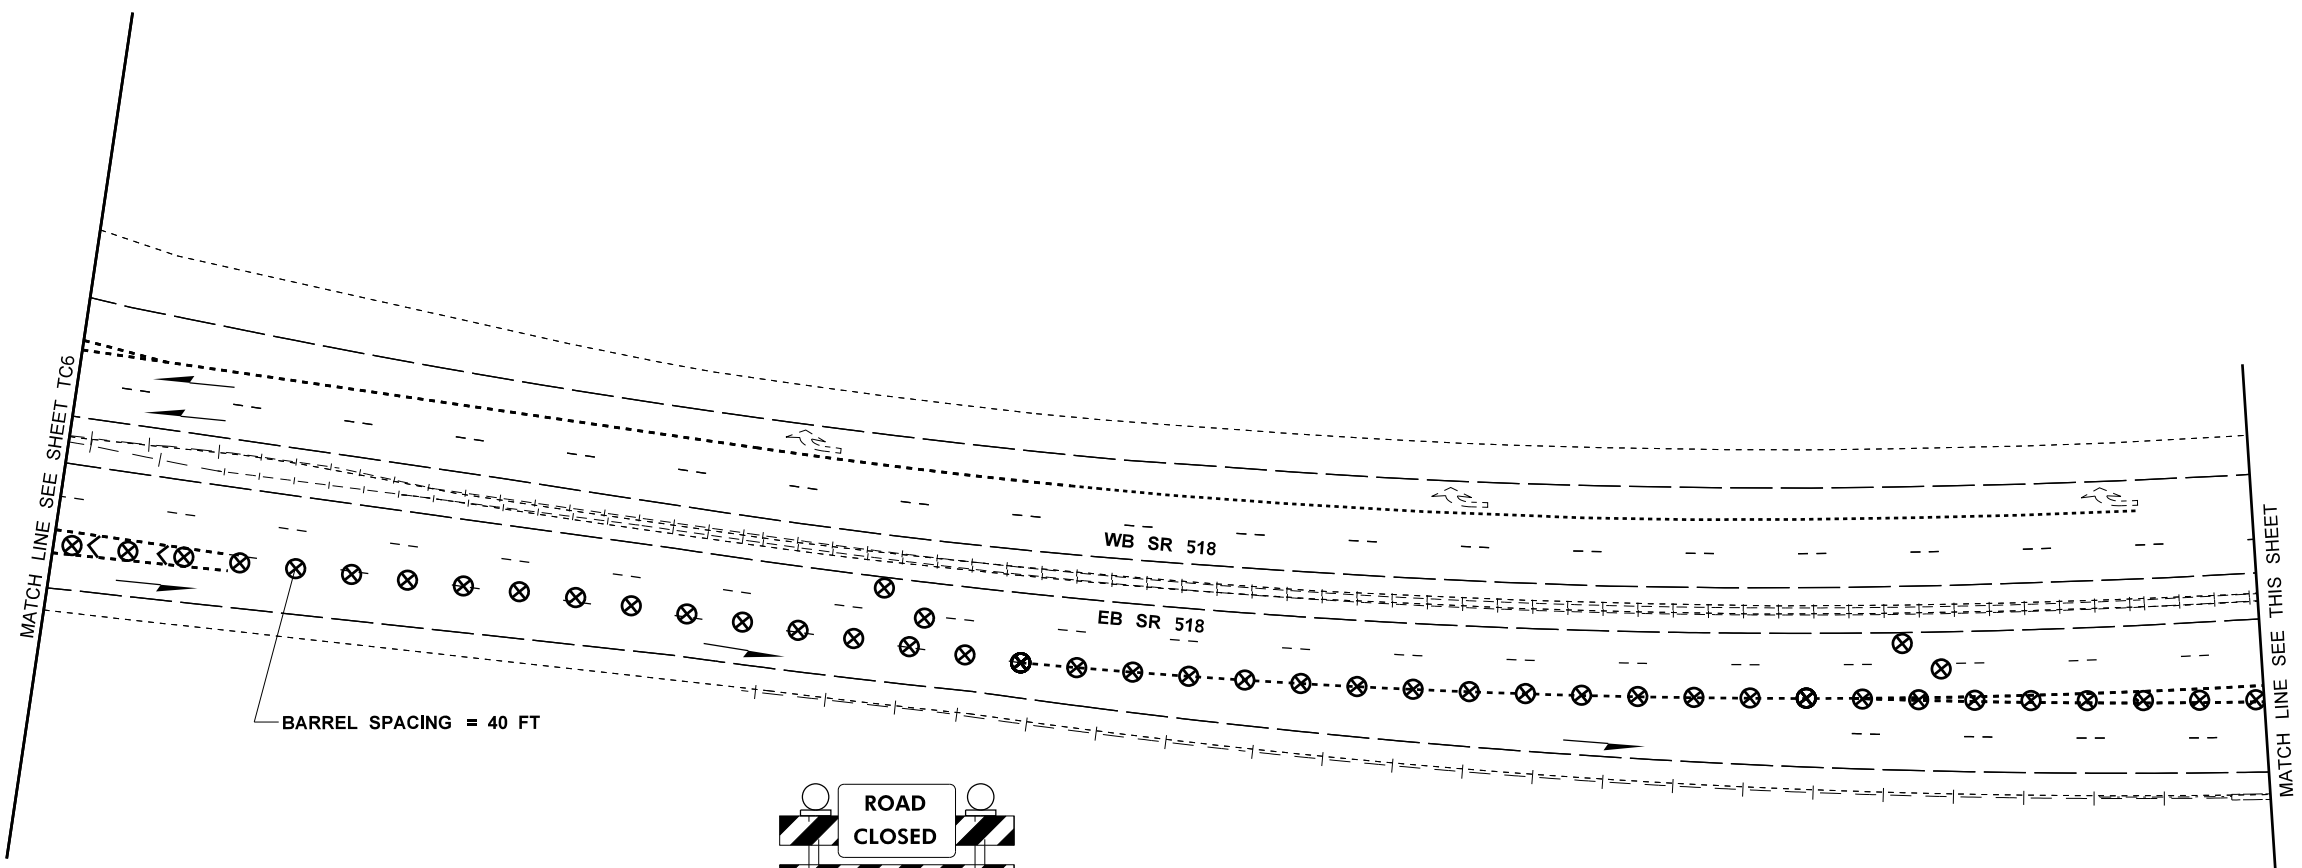 MATCH LINE SEE SHEET TC6
WB SR 518
EB SR 518
BARREL SPACING = 40 FT
ROAD
CLOSED
MATCH LINE SEE THIS SHEET